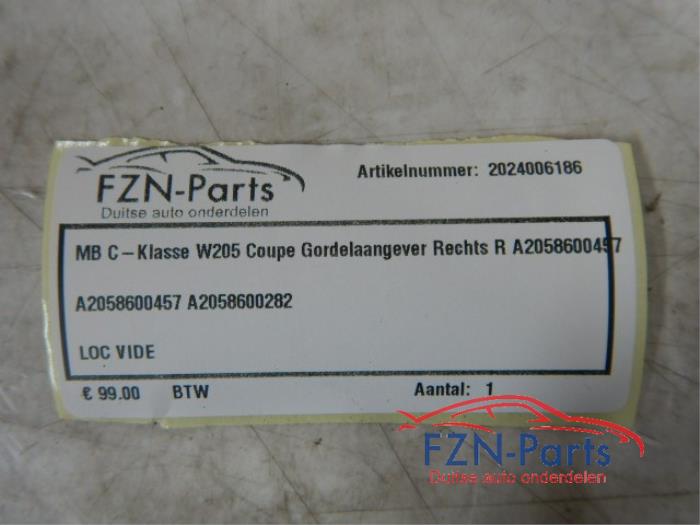 FZN-Parts
Duitse auto onderdelen
Artikelnummer: 2024006186
MB C-Klasse W205 Coupe Gordelaangever Rechts R A2058600457
A2058600457 A2058600282
LOC VIDE
€ 99.00 BTW Aantal: 1
FZN-Parts
Duitse auto onderdelen